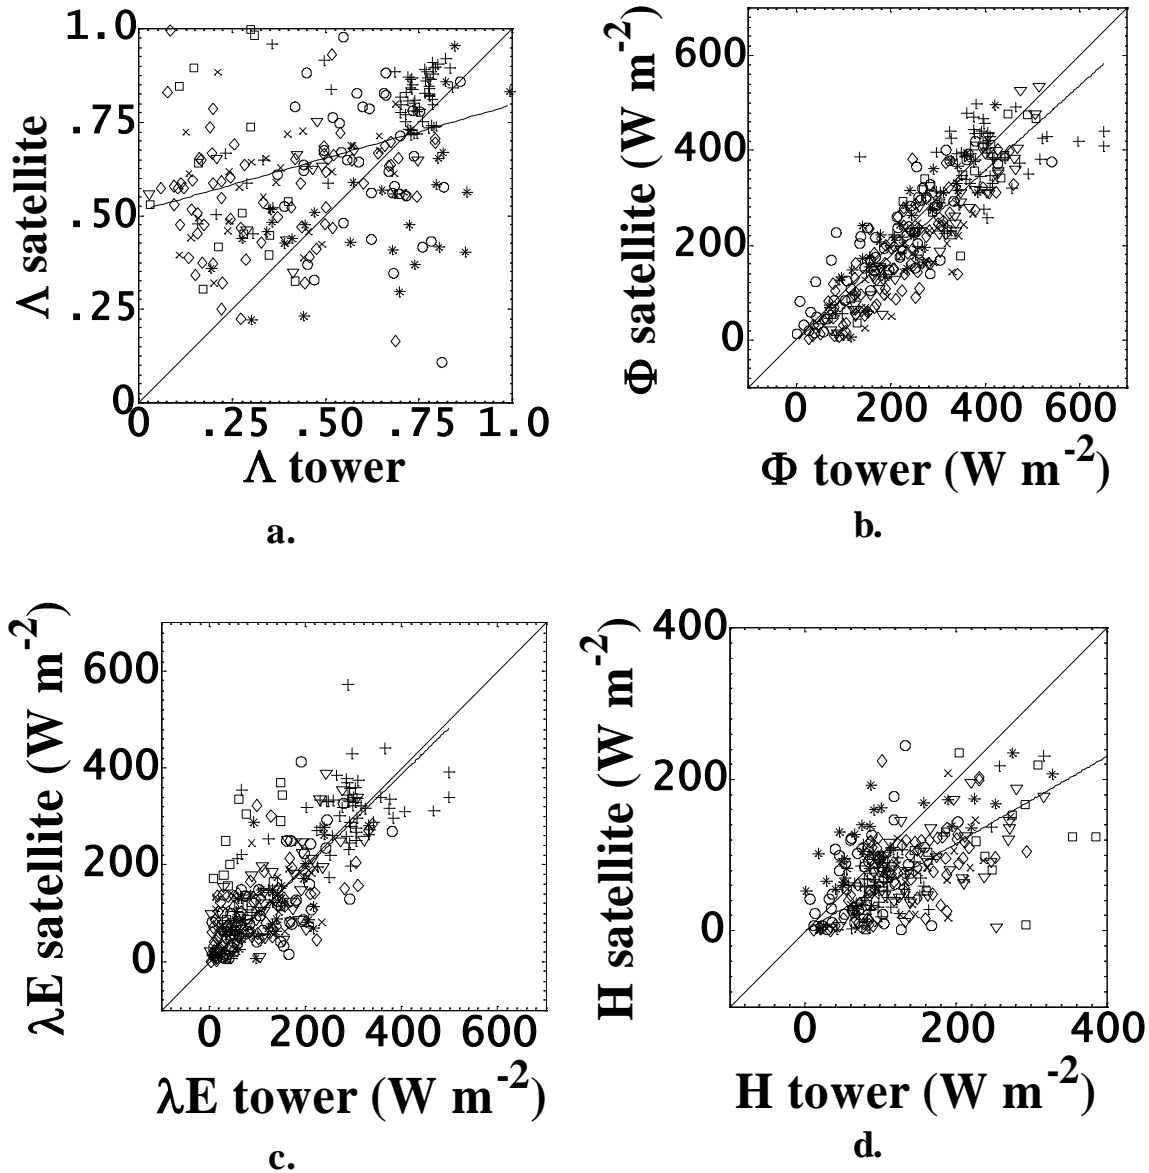 1.0
.75
.50
.25
0
Λ satellite
0 .25 .50 .75 1.0
Λ tower
a.
600
400
200
0
Φ satellite (W m-2)
0 200 400 600
Φ tower (W m-2)
b.
600
400
200
0
λE satellite (W m-2)
0 200 400 600
λE tower (W m-2)
c.
400
200
0
H satellite (W m-2)
0 200 400
H tower (W m-2)
d.